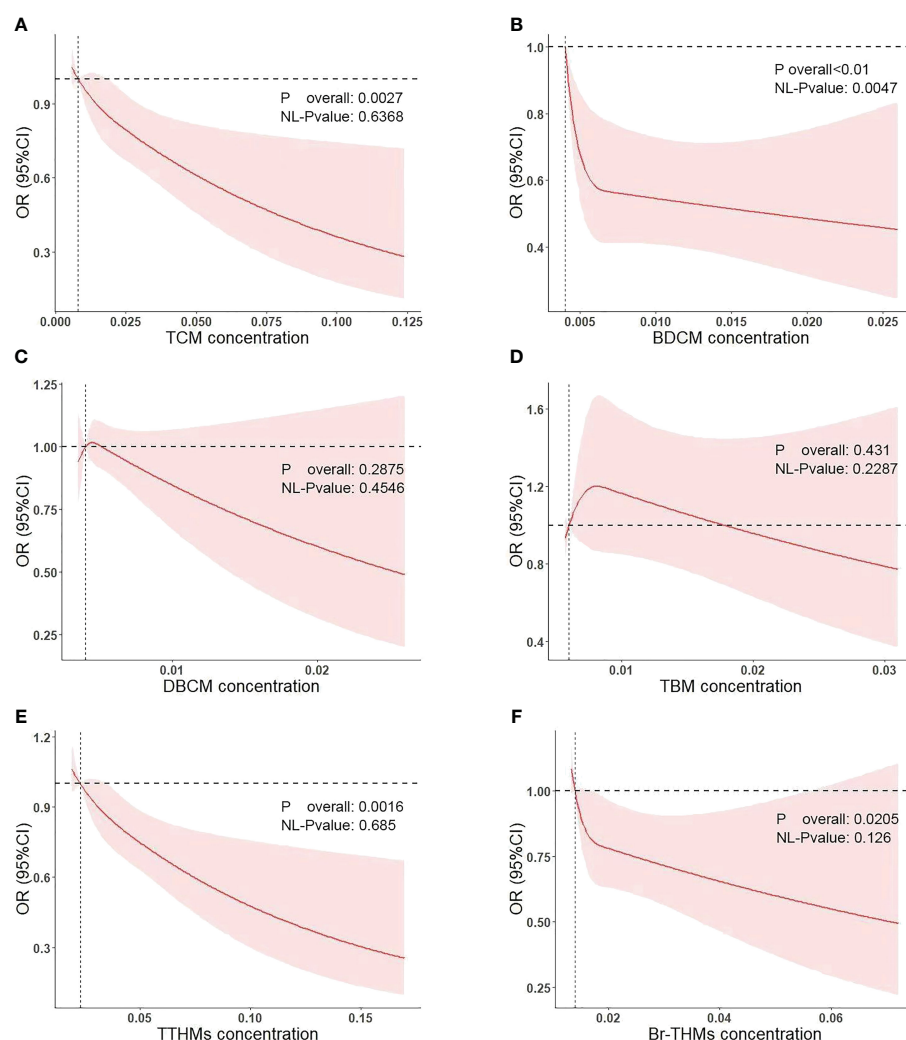 A
OR (95%CI)
0.9
0.6
0.3
P overall: 0.0027
NL-Pvalue: 0.6368
0.000 0.025 0.050 0.075 0.100 0.125
TCM concentration
B
OR (95%CI)
1.0
0.8
0.6
0.4
P overall<0.01
NL-Pvalue: 0.0047
0.005 0.010 0.015 0.020 0.025
BDCM concentration
C
OR (95%CI)
1.25
1.00
0.75
0.50
0.25
P overall: 0.2875
NL-Pvalue: 0.4546
0.01 0.02
DBCM concentration
D
OR (95%CI)
1.6
1.2
0.8
0.4
P overall: 0.431
NL-Pvalue: 0.2287
0.01 0.02 0.03
TBM concentration
E
OR (95%CI)
1.2
0.9
0.6
0.3
P overall: 0.0016
NL-Pvalue: 0.685
0.05 0.10 0.15
TTHMs concentration
F
OR (95%CI)
1.00
0.75
0.50
0.25
P overall: 0.0205
NL-Pvalue: 0.126
0.02 0.04 0.06
Br-THMs concentration